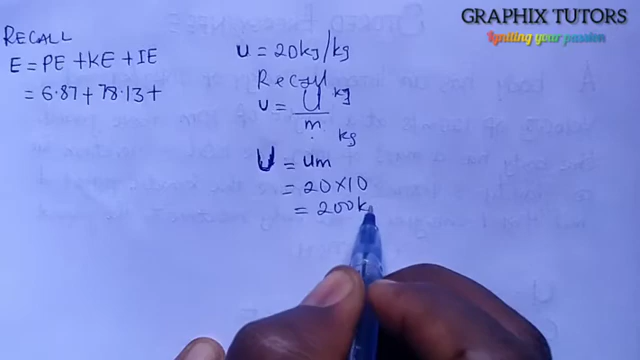 GRAPHIX TUTORS
Igniting your passion
RECALL
E = PE + KE + IE
= 6.87 + 78.13 +
u = 20kj/kg
Recall
u = U kj
m kg
U = um
= 20 × 10
= 200k